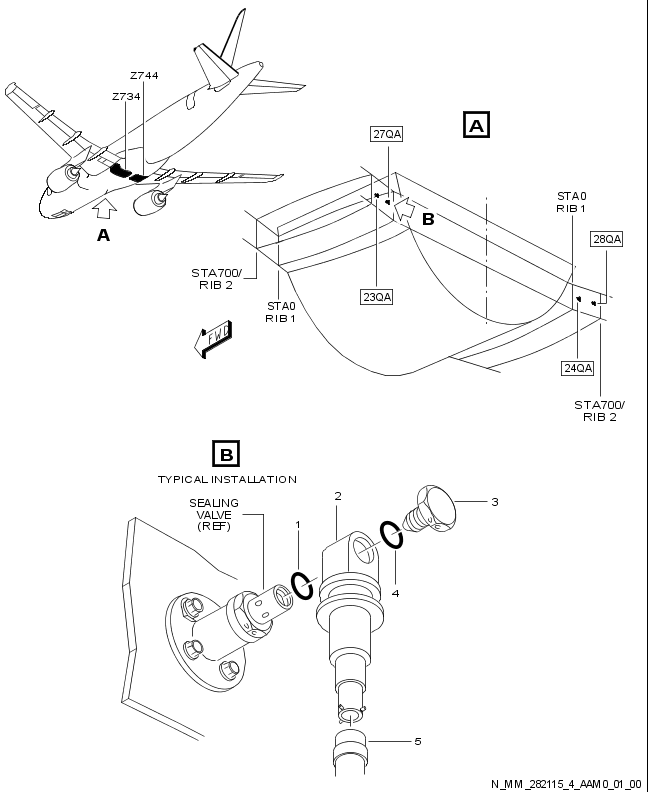 Z744
Z734
A
A
27QA
B
STA0
RIB 1
28QA
STA700/
RIB 2
23QA
STA0
RIB 1
FWD
24QA
STA700/
RIB 2
B
TYPICAL INSTALLATION
SEALING
VALVE
(REF)
1
2
3
4
5
N_MM_282115_4_AAM0_01_00